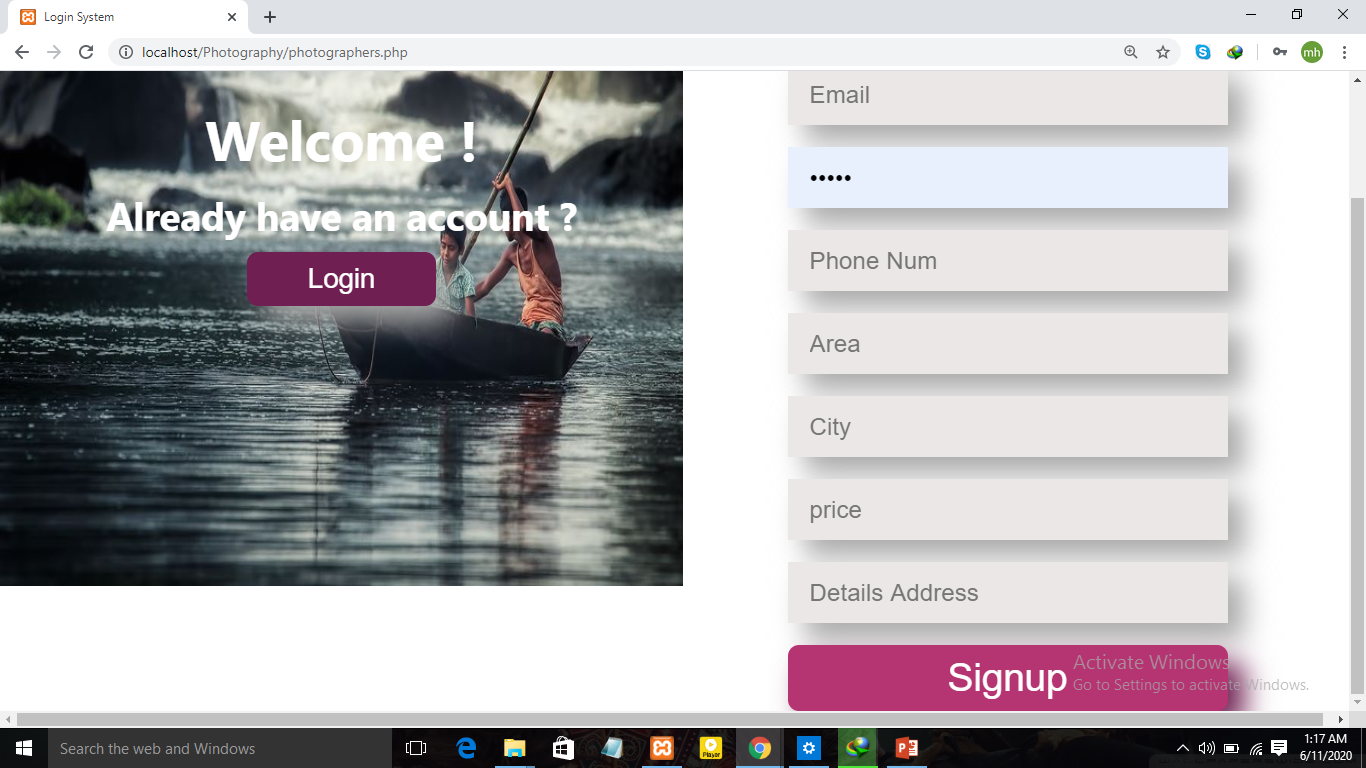 Login System
localhost/Photography/photographers.php
mh
Welcome !
Already have an account ?
Login
Email
•••••
Phone Num
Area
City
price
Details Address
Signup
Activate Windows
Go to Settings to activate Windows.
Search the web and Windows
Player
1:17 AM
6/11/2020